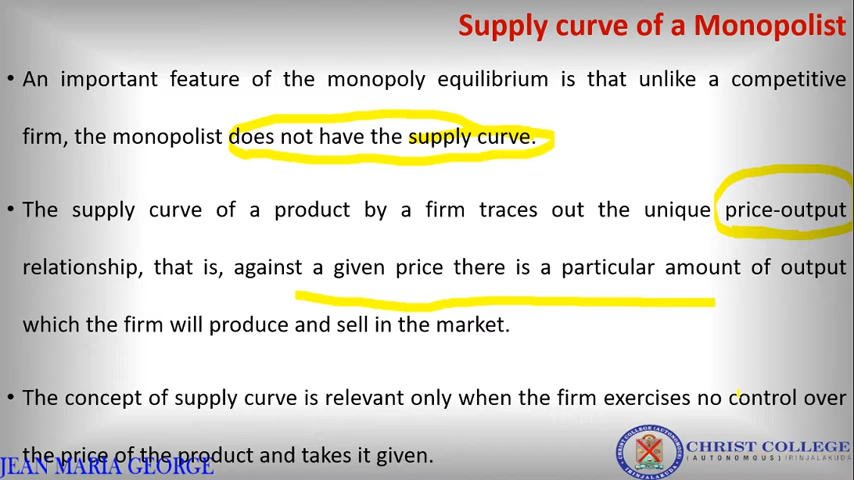 Supply curve of a Monopolist
• An important feature of the monopoly equilibrium is that unlike a competitive
firm, the monopolist does not have the supply curve.
• The supply curve of a product by a firm traces out the unique price-output
relationship, that is, against a given price there is a particular amount of output
which the firm will produce and sell in the market.
• The concept of supply curve is relevant only when the firm exercises no control over
the price of the product and takes it given.
JEAN MARIA GEORGE
CHRIST COLLEGE (AUTONOMOUS)
IRINJALAKUDA
CHRIST COLLEGE
(AUTONOMOUS) IRINJALAKUDA